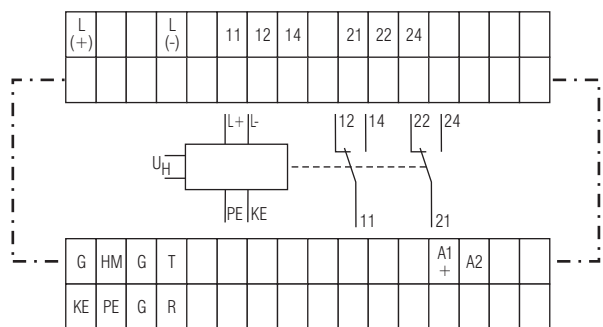 L L
(+) (-) 11 12 14 21 22 24
L+ L- 12 14 22 24
UH
PE KE 11 21
G HM G T A1 A2
+
KE PE G R